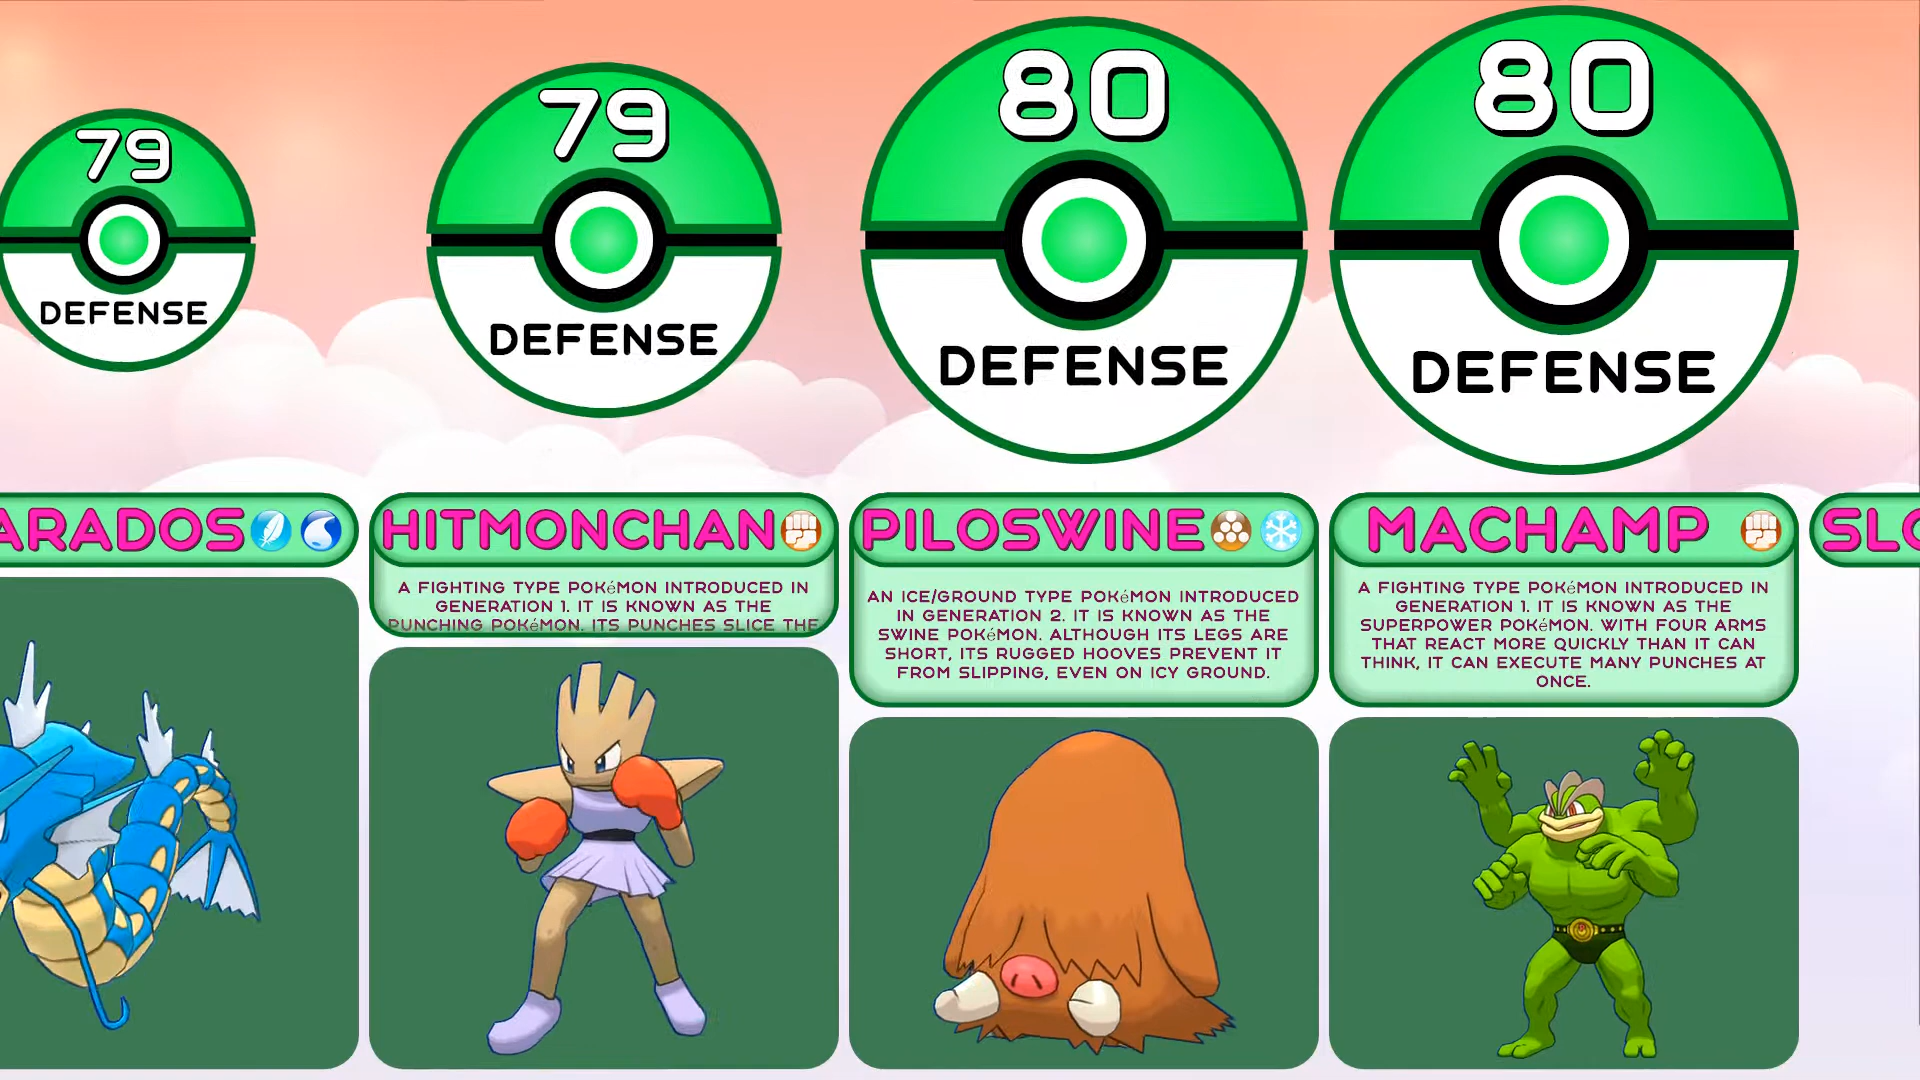 79
DEFENSE
79
DEFENSE
80
DEFENSE
80
DEFENSE
ARADOS
HITMONCHAN
A FIGHTING TYPE POKéMON INTRODUCED IN
GENERATION 1. IT IS KNOWN AS THE
PUNCHING POKéMON. ITS PUNCHES SLICE THE
PILOSWINE
AN ICE/GROUND TYPE POKéMON INTRODUCED
IN GENERATION 2. IT IS KNOWN AS THE
SWINE POKéMON. ALTHOUGH ITS LEGS ARE
SHORT, ITS RUGGED HOOVES PREVENT IT
FROM SLIPPING, EVEN ON ICY GROUND.
MACHAMP
A FIGHTING TYPE POKéMON INTRODUCED IN
GENERATION 1. IT IS KNOWN AS THE
SUPERPOWER POKéMON. WITH FOUR ARMS
THAT REACT MORE QUICKLY THAN IT CAN
THINK, IT CAN EXECUTE MANY PUNCHES AT
ONCE.